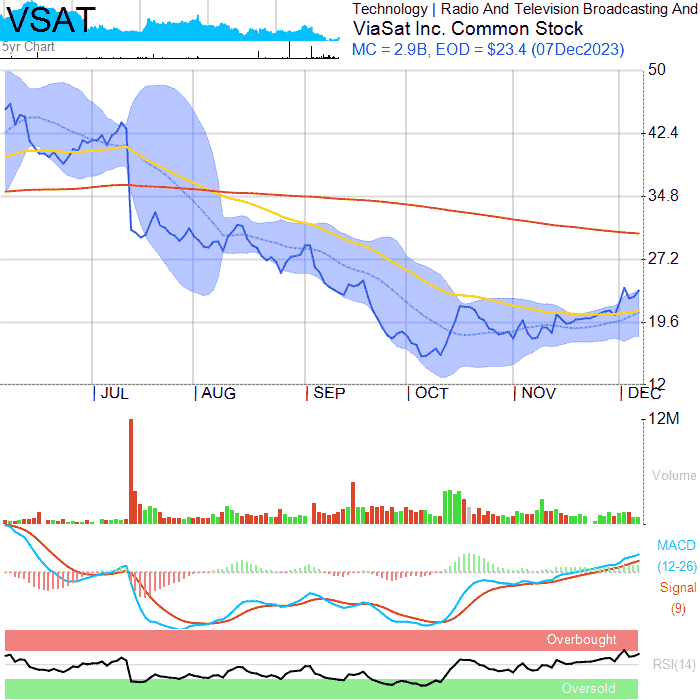 VSAT
5yr Chart
Technology | Radio And Television Broadcasting And
ViaSat Inc. Common Stock
MC = 2.9B, EOD = $23.4 (07Dec2023)
50
42.4
34.8
27.2
19.6
12
JUL AUG SEP OCT NOV DEC
12M
Volume
MACD
(12-26)
Signal
(9)
Overbought
RSI(14)
Oversold